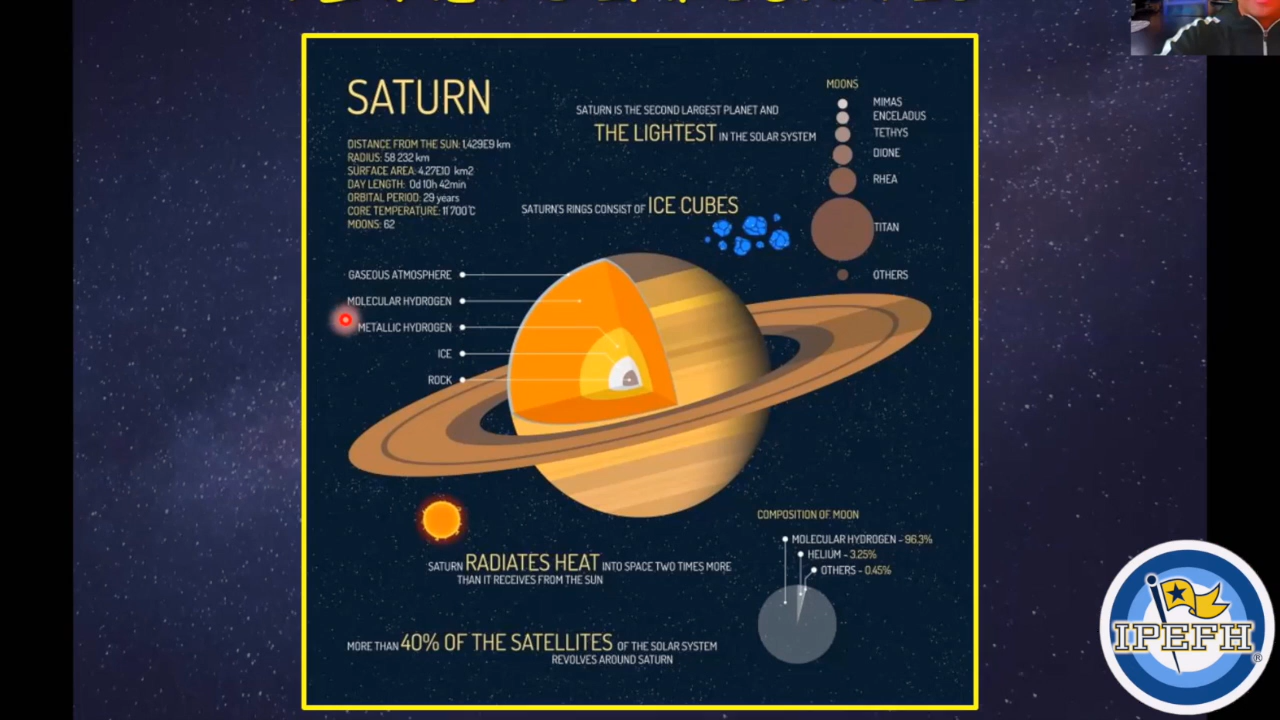 SATURN
DISTANCE FROM THE SUN: 1,429E9 km
RADIUS: 58 232 km
SURFACE AREA: 4.27E10 km2
DAY LENGTH: 0d 10h 42min
ORBITAL PERIOD: 29 years
CORE TEMPERATURE: 11 700°C
MOONS: 62
SATURN IS THE SECOND LARGEST PLANET AND
THE LIGHTEST IN THE SOLAR SYSTEM
SATURN'S RINGS CONSIST OF ICE CUBES
MOONS
MIMAS
ENCELADUS
TETHYS
DIONE
RHEA
TITAN
OTHERS
GASEOUS ATMOSPHERE
MOLECULAR HYDROGEN
METALLIC HYDROGEN
ICE
ROCK
SATURN RADIATES HEAT INTO SPACE TWO TIMES MORE
THAN IT RECEIVES FROM THE SUN
MORE THAN 40% OF THE SATELLITES OF THE SOLAR SYSTEM
REVOLVES AROUND SATURN
COMPOSITION OF MOON
MOLECULAR HYDROGEN - 96.3%
HELIUM - 3.25%
OTHERS - 0.45%
IPEFH
®